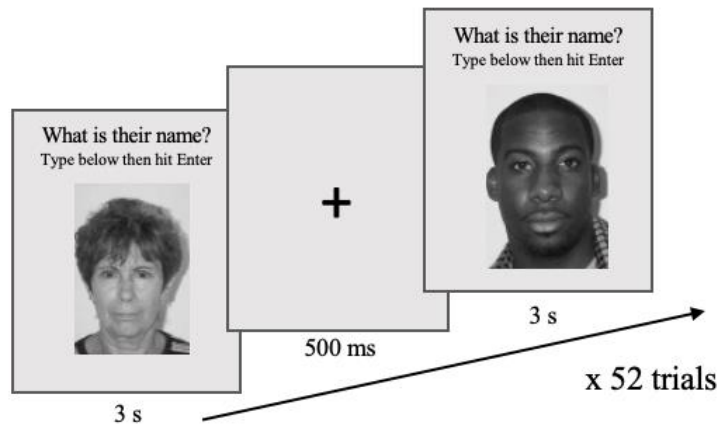 What is their name?
Type below then hit Enter
3 s
+
500 ms
What is their name?
Type below then hit Enter
3 s
x 52 trials